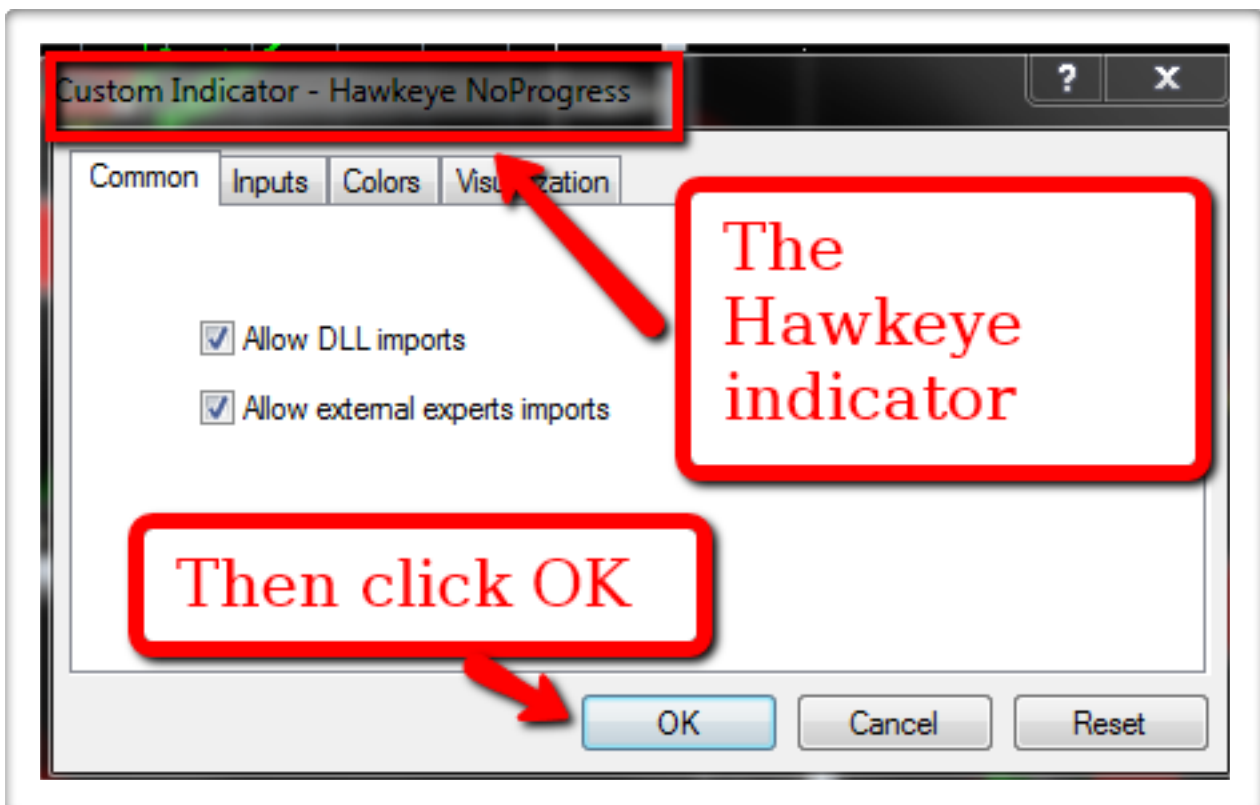 Custom Indicator - Hawkeye NoProgress
? X
Common Inputs Colors Visualization
The
Hawkeye
indicator
Allow DLL imports
Allow external experts imports
Then click OK
OK Cancel Reset